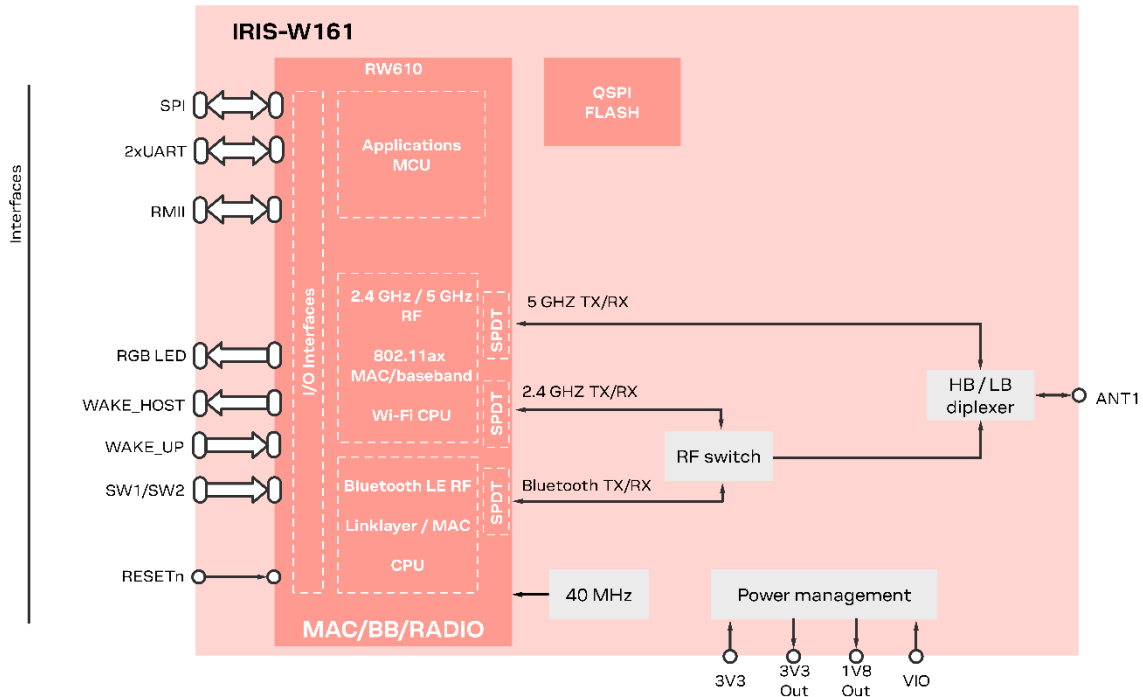 IRIS-W161
Interfaces
SPI
2xUART
RMII
RGB LED
WAKE_HOST
WAKE_UP
SW1/SW2
RESETn
RW610
I/O Interfaces
Applications
MCU
2.4 GHz / 5 GHz
RF
802.11ax
MAC/baseband
Wi-Fi CPU
Bluetooth LE RF
Linklayer / MAC
CPU
SPDT
SPDT
SPDT
MAC/BB/RADIO
QSPI
FLASH
5 GHZ TX/RX
2.4 GHZ TX/RX
Bluetooth TX/RX
RF switch
HB / LB
diplexer
ANT1
40 MHz
Power management
3V3
3V3
Out
1V8
Out
VIO